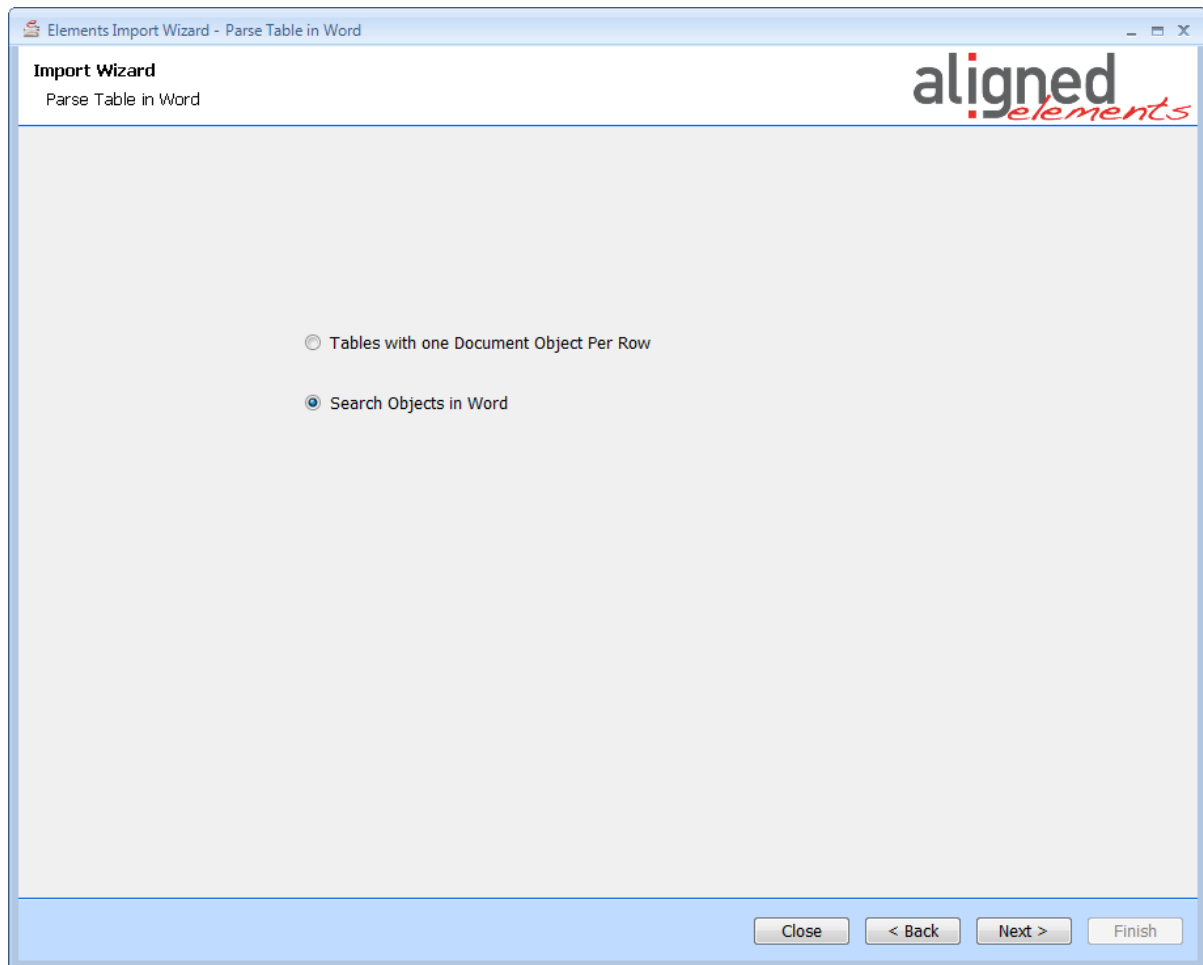 Elements Import Wizard - Parse Table in Word
Import Wizard
Parse Table in Word
aligned
elements
Tables with one Document Object Per Row
Search Objects in Word
Close
< Back
Next >
Finish